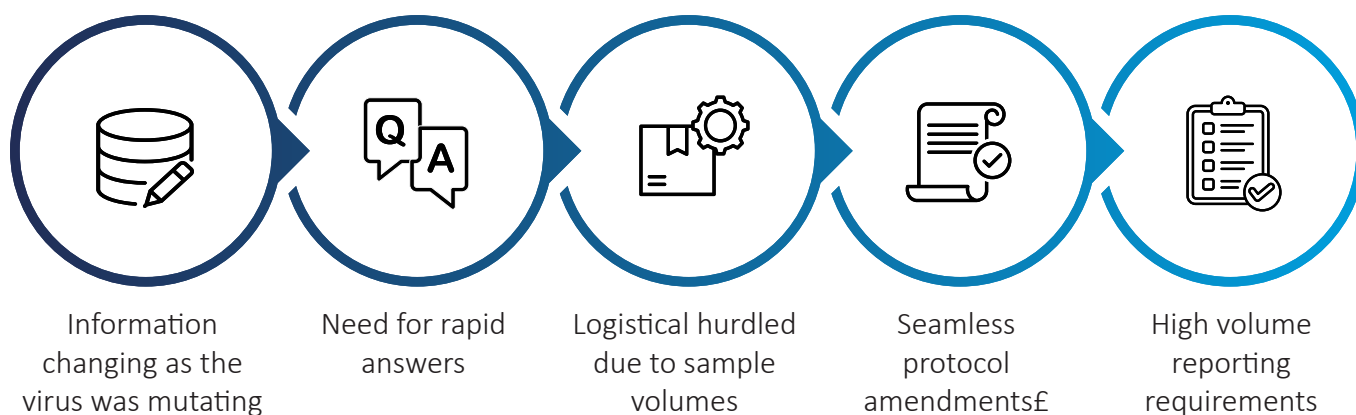 Q
A
Information
changing as the
virus was mutating
Need for rapid
answers
Logistical hurdled
due to sample
volumes
Seamless
protocol
amendments£
High volume
reporting
requirements